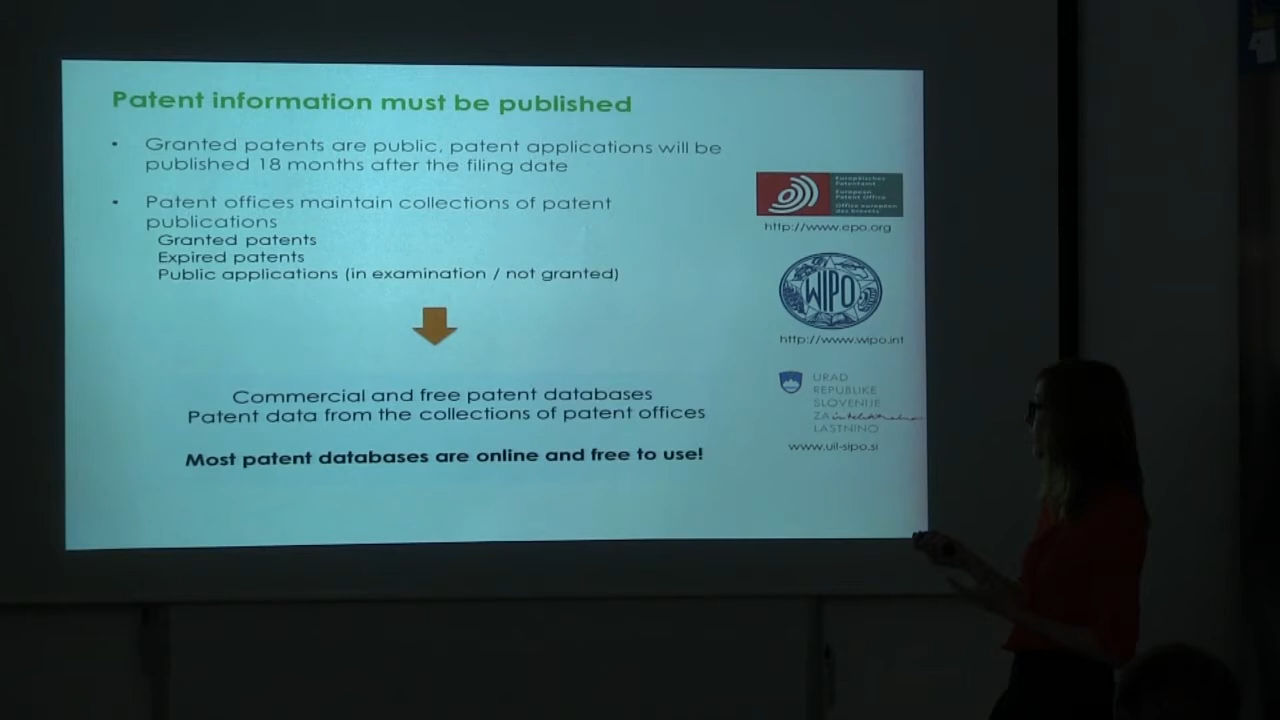 Patent information must be published
• Granted patents are public, patent applications will be
published 18 months after the filing date
• Patent offices maintain collections of patent
publications
Granted patents
Expired patents
Public applications (in examination / not granted)
Commercial and free patent databases
Patent data from the collections of patent offices
Most patent databases are online and free to use!
Europäisches
Patentamt
European
Patent Office
Office européen
des brevets
http://www.epo.org
WIPO
http://www.wipo.int
URAD
REPUBLIKE
SLOVENIJE
ZA intelektualno
LASTNINO
www.uil-sipo.si